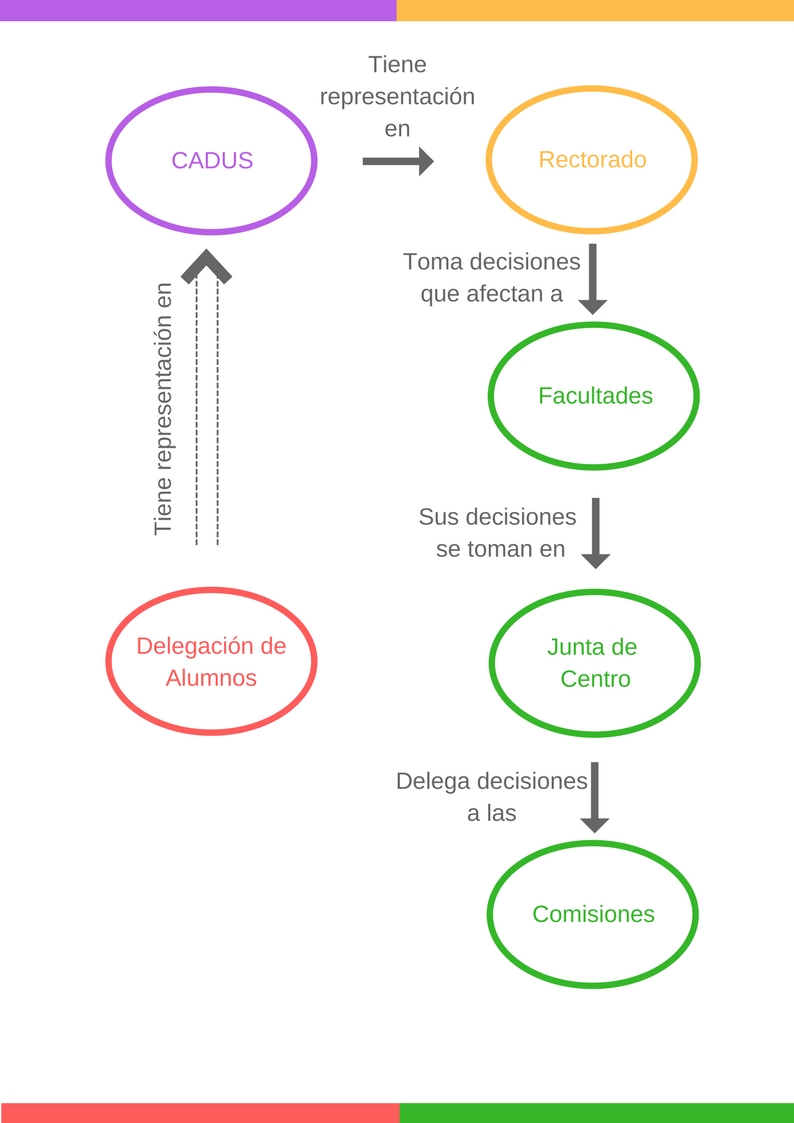 Tiene
representación
en
CADUS
Rectorado
Toma decisiones
que afectan a
Tiene representación en
Facultades
Sus decisiones
se toman en
Delegación de
Alumnos
Junta de
Centro
Delega decisiones
a las
Comisiones